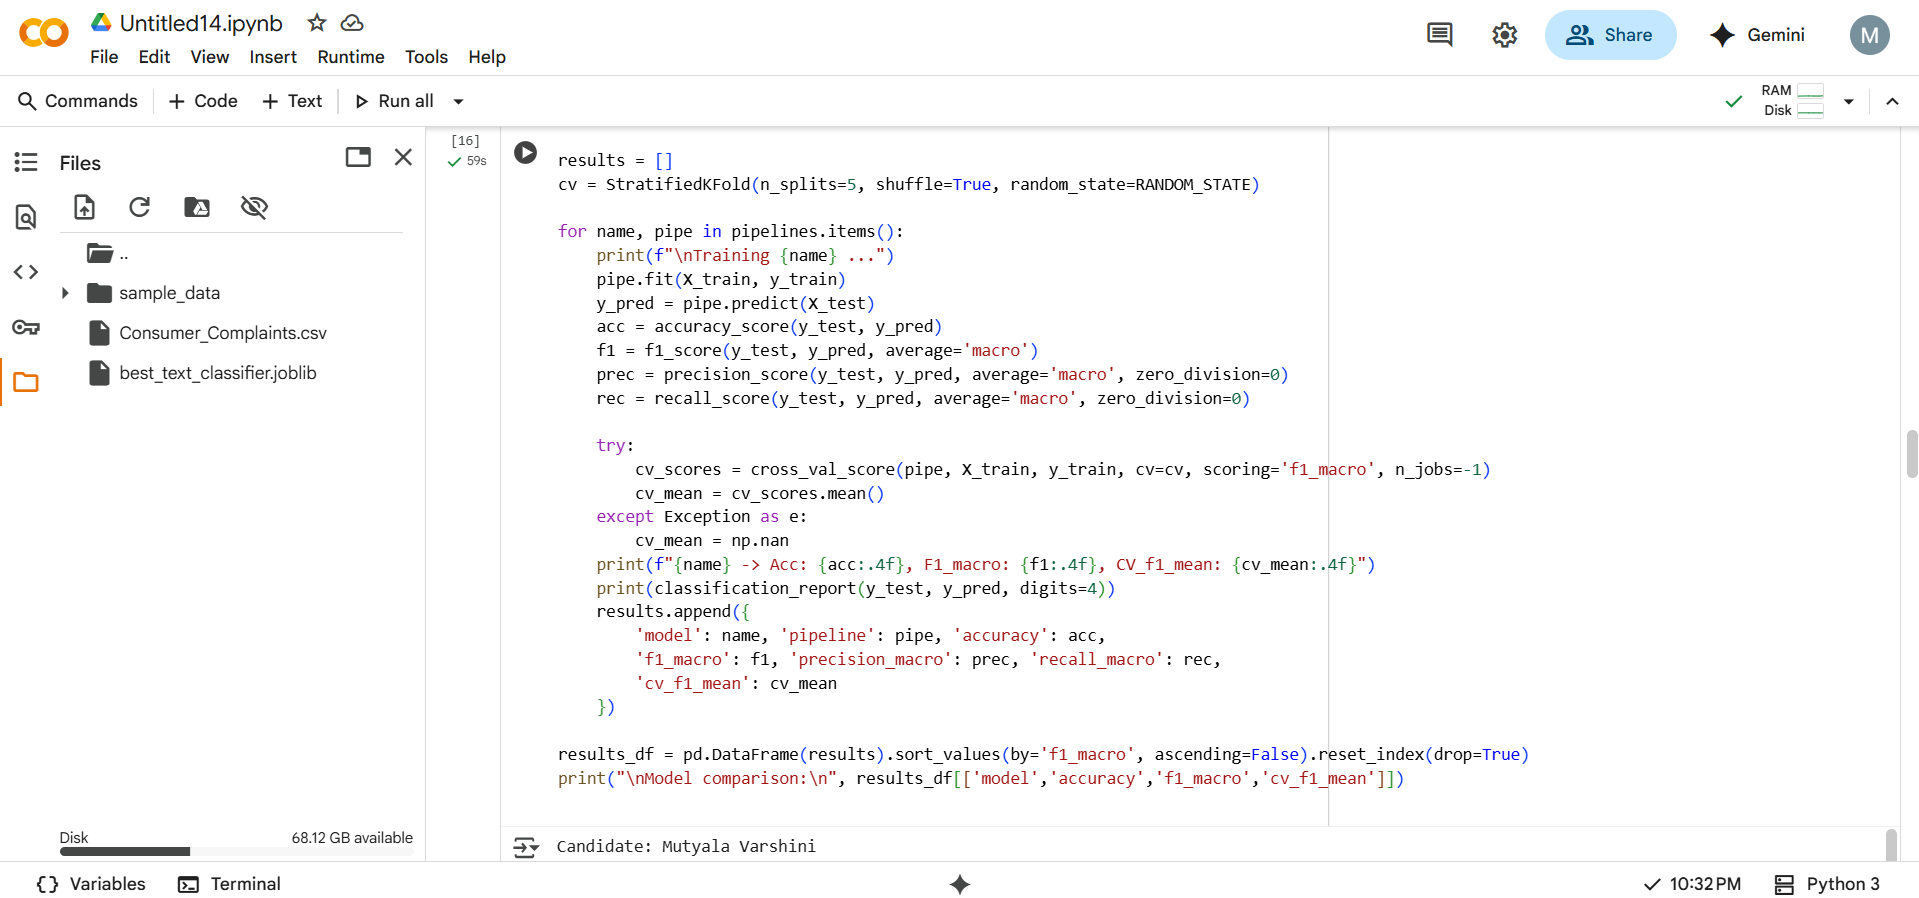 Untitled14.ipynb
File Edit View Insert Runtime Tools Help
Share
Gemini
M
Commands + Code + Text Run all
RAM
Disk
Files
..
sample_data
Consumer_Complaints.csv
best_text_classifier.joblib
Disk 68.12 GB available
[16]
59s
results = []
cv = StratifiedKFold(n_splits=5, shuffle=True, random_state=RANDOM_STATE)
for name, pipe in pipelines.items():
    print(f"\nTraining {name} ...")
    pipe.fit(X_train, y_train)
    y_pred = pipe.predict(X_test)
    acc = accuracy_score(y_test, y_pred)
    f1 = f1_score(y_test, y_pred, average='macro')
    prec = precision_score(y_test, y_pred, average='macro', zero_division=0)
    rec = recall_score(y_test, y_pred, average='macro', zero_division=0)
    try:
        cv_scores = cross_val_score(pipe, X_train, y_train, cv=cv, scoring='f1_macro', n_jobs=-1)
        cv_mean = cv_scores.mean()
    except Exception as e:
        cv_mean = np.nan
    print(f"{name} -> Acc: {acc:.4f}, F1_macro: {f1:.4f}, CV_f1_mean: {cv_mean:.4f}")
    print(classification_report(y_test, y_pred, digits=4))
    results.append({
        'model': name, 'pipeline': pipe, 'accuracy': acc,
        'f1_macro': f1, 'precision_macro': prec, 'recall_macro': rec,
        'cv_f1_mean': cv_mean
    })
results_df = pd.DataFrame(results).sort_values(by='f1_macro', ascending=False).reset_index(drop=True)
print("\nModel comparison:\n", results_df[['model','accuracy','f1_macro','cv_f1_mean']])
Candidate: Mutyala Varshini
{} Variables Terminal
10:32 PM Python 3